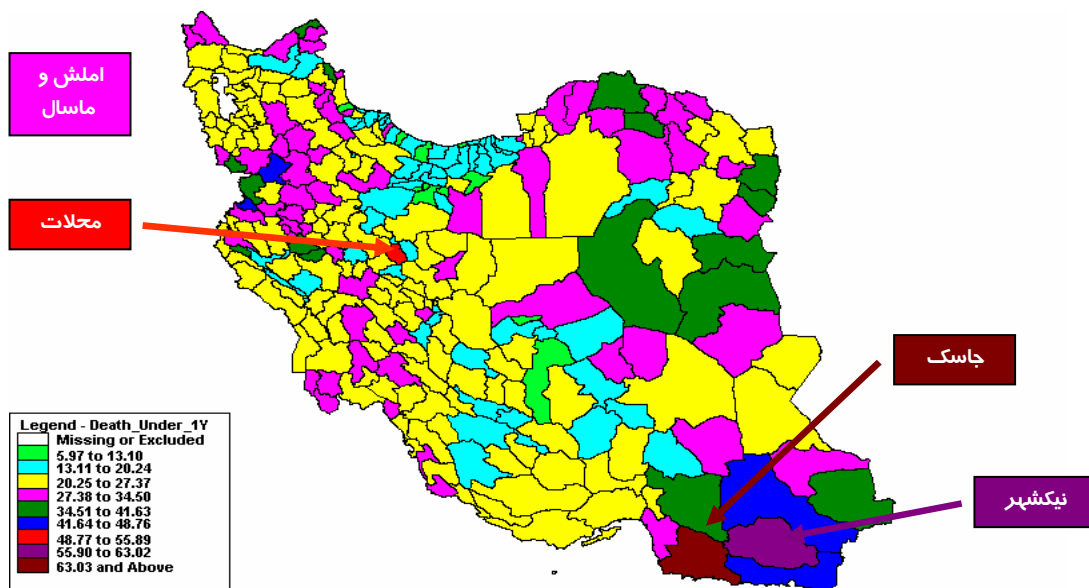 املش و
ماسال
محلات
جاسک
نیکشهر
Legend - Death_Under_1Y
Missing or Excluded
5.97 to 13.10
13.11 to 20.24
20.25 to 27.37
27.38 to 34.50
34.51 to 41.63
41.64 to 48.76
48.77 to 55.89
55.90 to 63.02
63.03 and Above